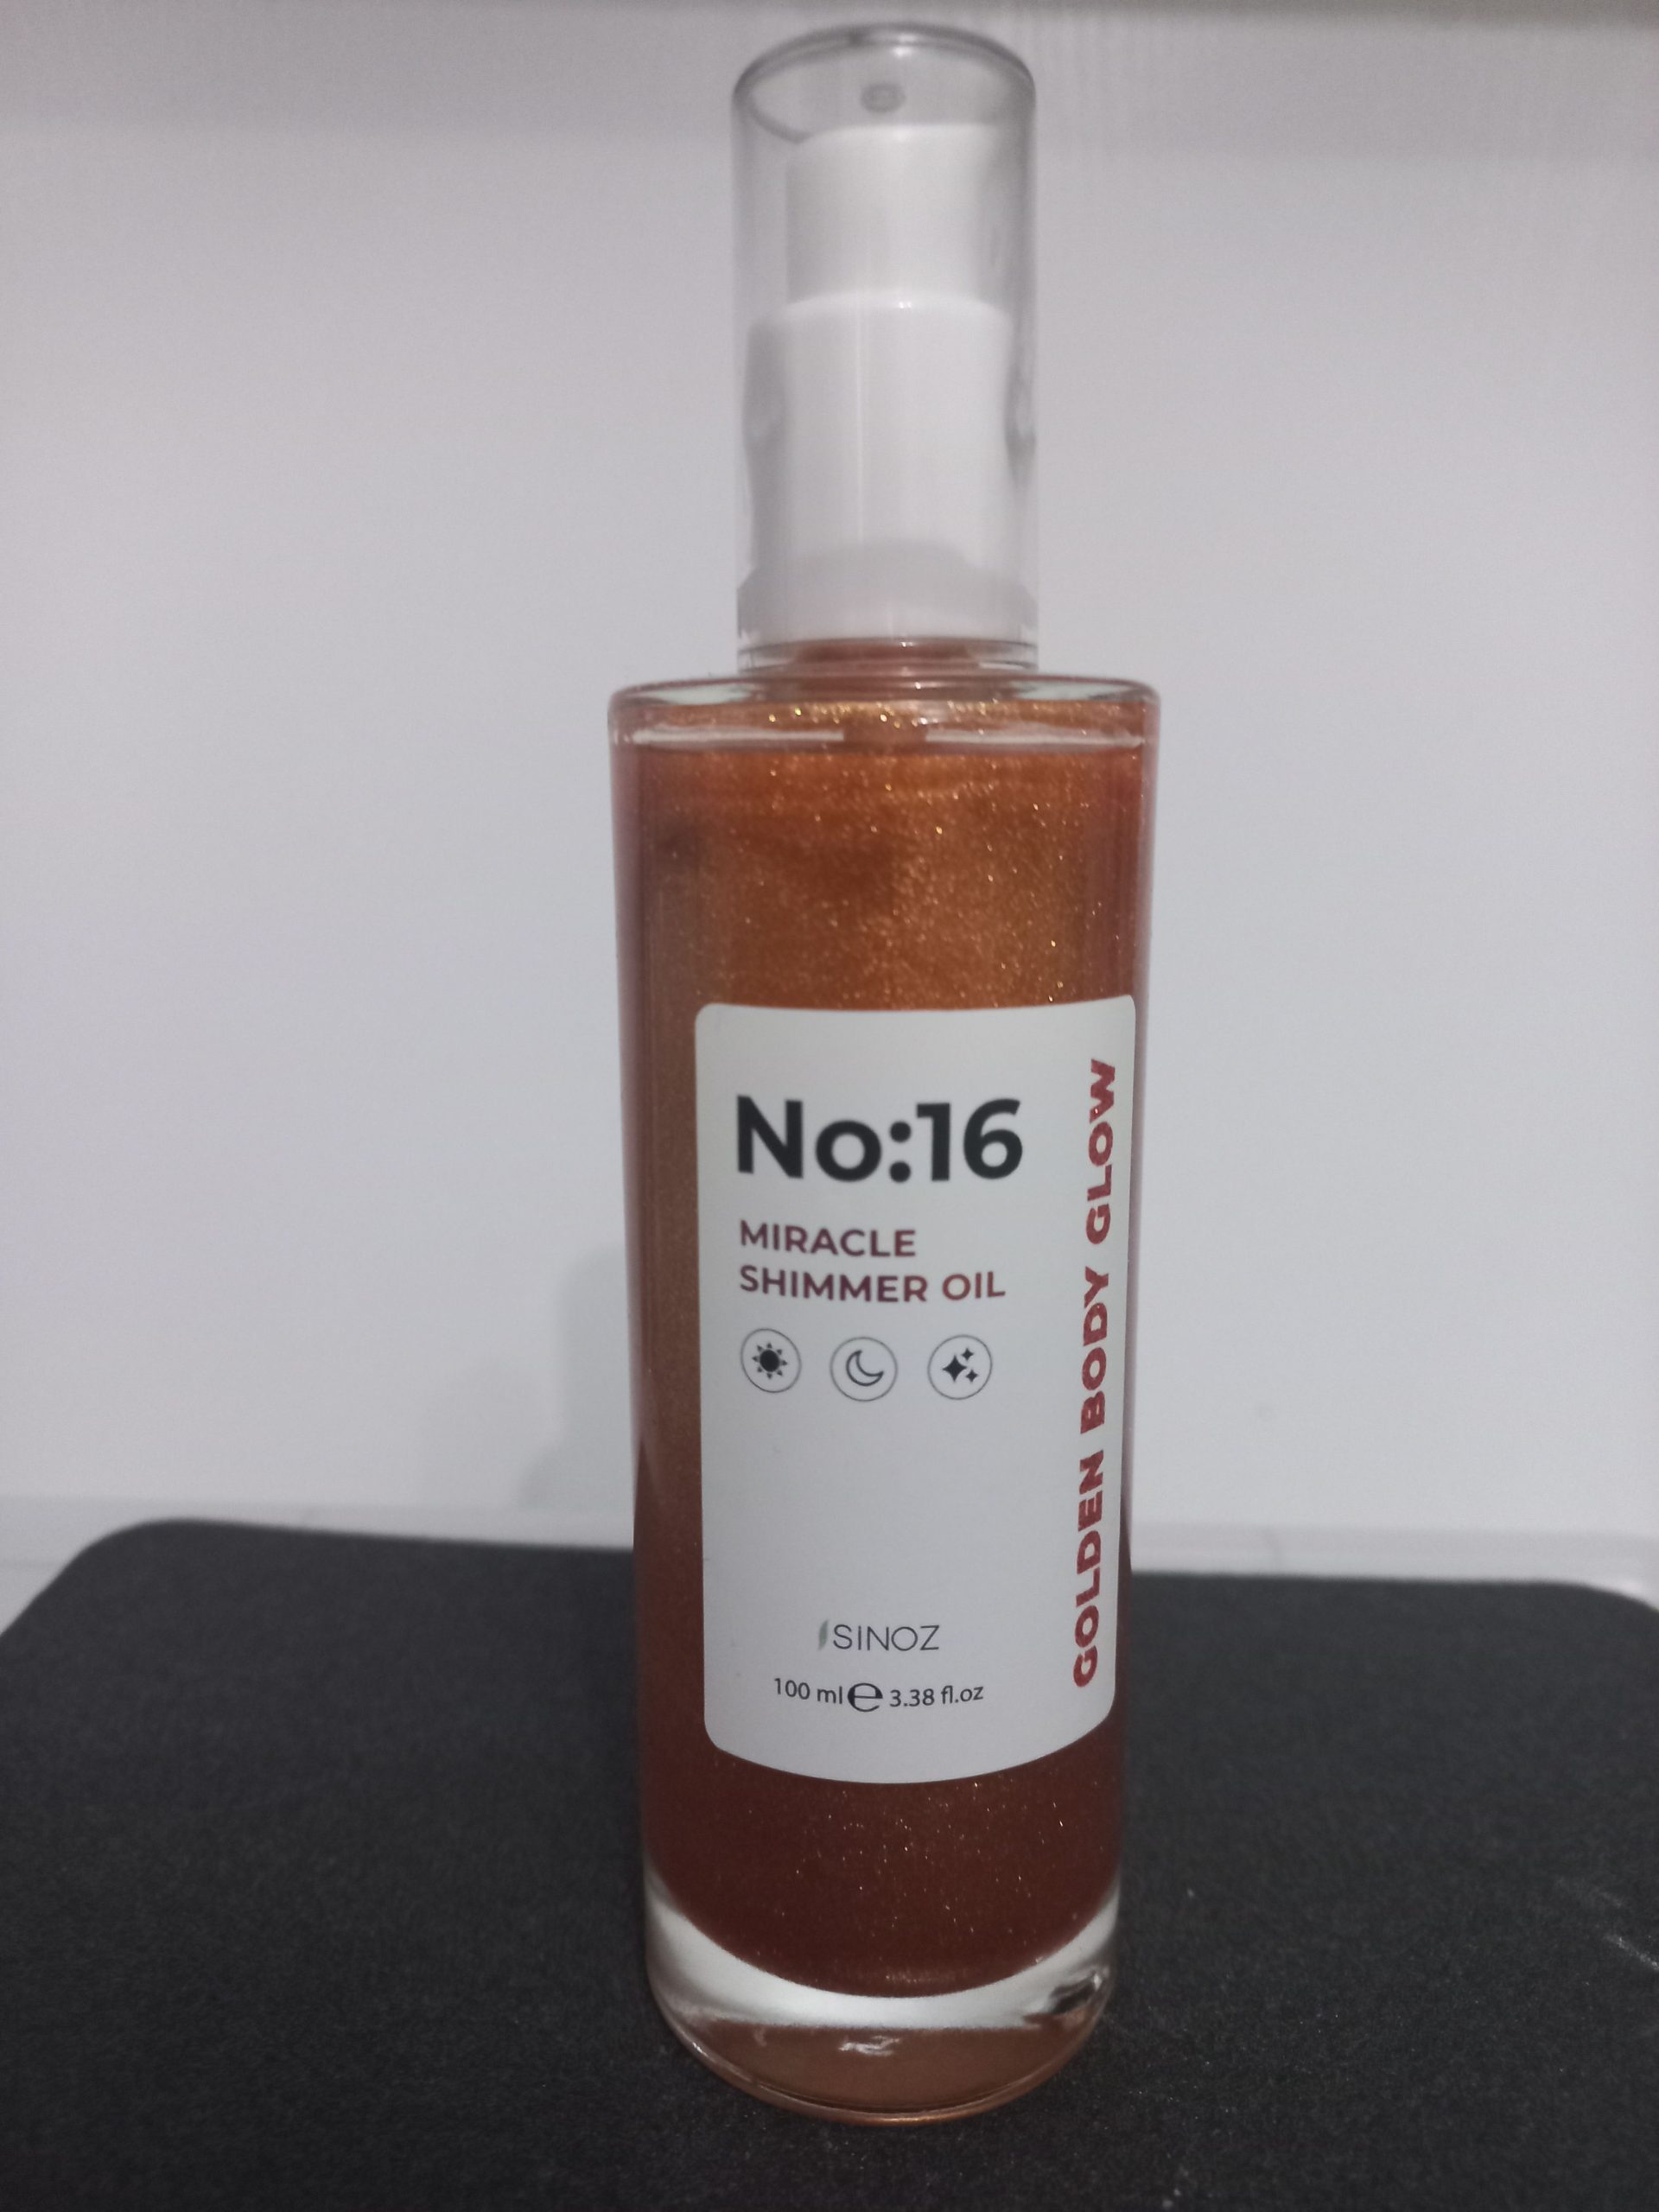 No:16
MIRACLE
SHIMMER OIL
GOLDEN BODY GLOW
SINOZ
100 ml e 3.38 fl.oz